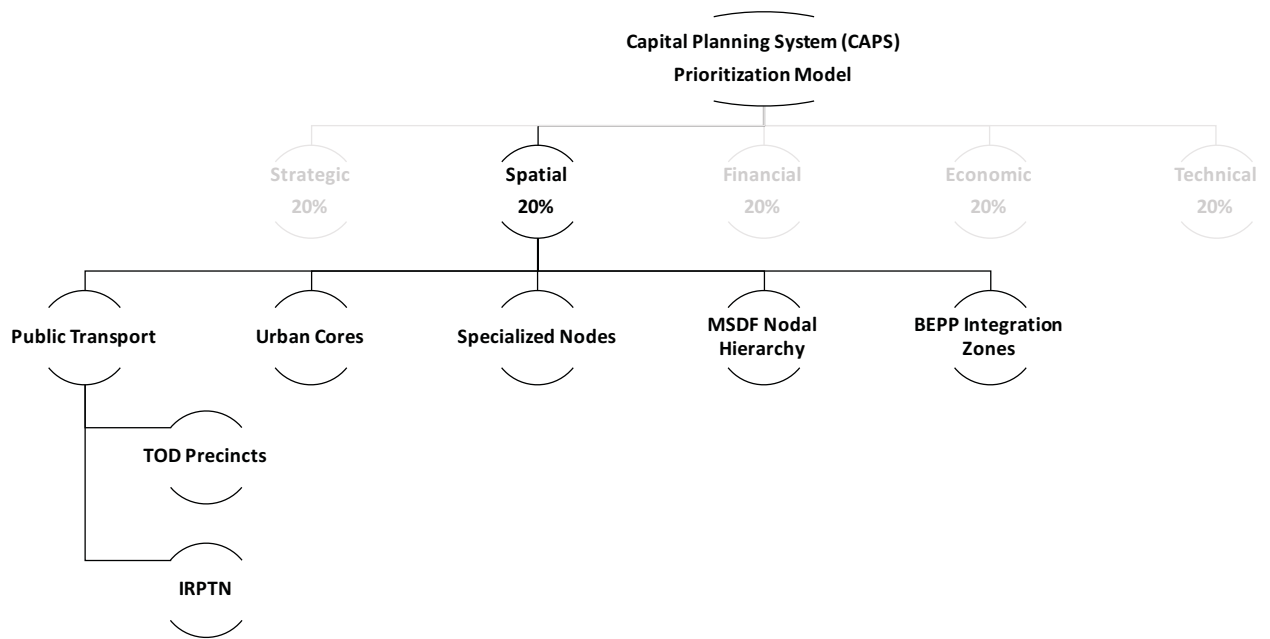 Capital Planning System (CAPS)
Prioritization Model
Strategic
20%
Spatial
20%
Financial
20%
Economic
20%
Technical
20%
Public Transport
Urban Cores
Specialized Nodes
MSDF Nodal
Hierarchy
BEPP Integration
Zones
TOD Precincts
IRPTN